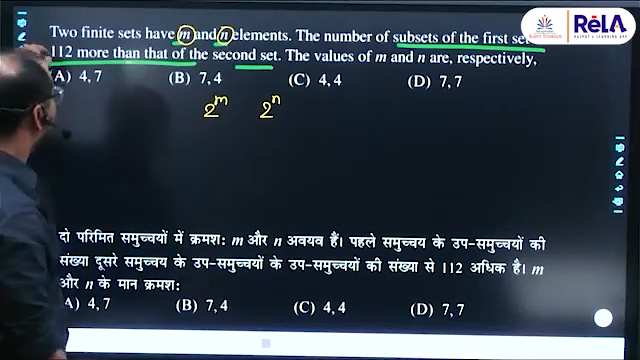 Two finite sets have m and n elements. The number of subsets of the first set
112 more than that of the second set. The values of m and n are, respectively,
(A) 4, 7 (B) 7, 4 (C) 4, 4 (D) 7, 7
2^m 2^n
दो परिमित समुच्चयों में क्रमश: m और n अवयव हैं। पहले समुच्चय के उप-समुच्चयों की
संख्या दूसरे समुच्चय के उप-समुच्चयों के उप-समुच्चयों की संख्या से 112 अधिक है। m
और n के मान क्रमश:
A) 4, 7 (B) 7, 4 (C) 4, 4 (D) 7, 7
RELA